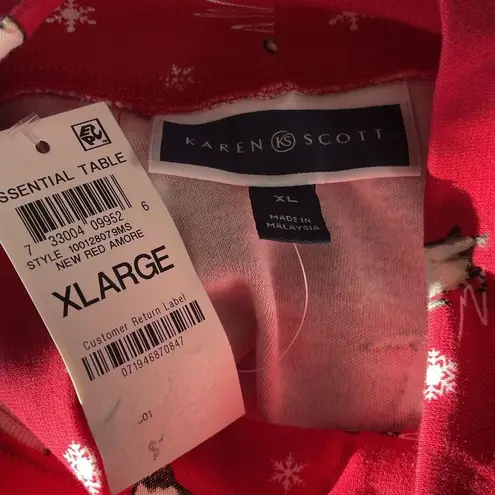 ESSENTIAL TABLE
7 33004 09952 6
STYLE 100128079MS
NEW RED AMORE
XLARGE
Customer Return Label
071946870847
KAREN KS SCOTT
XL
MADE IN
MALAYSIA